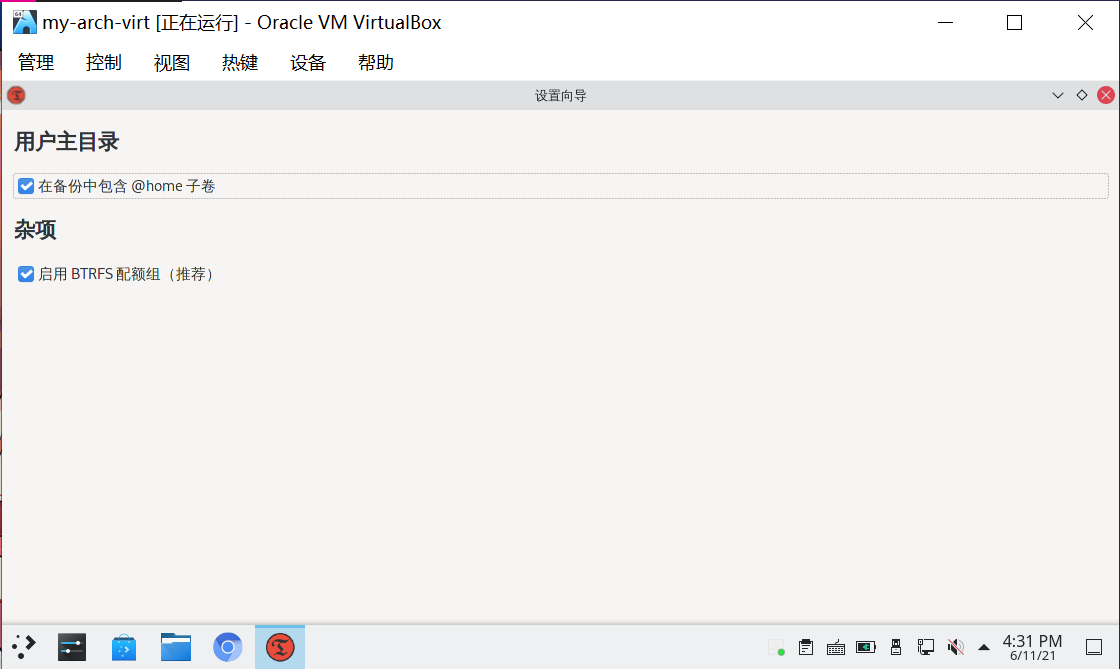 my-arch-virt [正在运行] - Oracle VM VirtualBox
管理 控制 视图 热键 设备 帮助
设置向导
用户主目录
在备份中包含 @home 子卷
杂项
启用 BTRFS 配额组（推荐）
4:31 PM
6/11/21